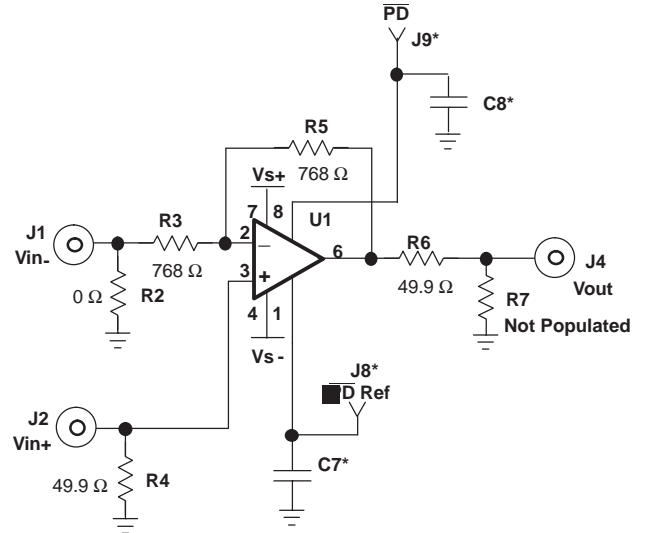 PD
J9*
C8*
R5
768 Ω
Vs+
7 8
U1
J1
Vin-
R3
768 Ω
2
–
3
+
6
R6
49.9 Ω
J4
Vout
0 Ω
R2
R7
Not Populated
4 1
Vs-
J8*
PD Ref
J2
Vin+
C7*
49.9 Ω
R4